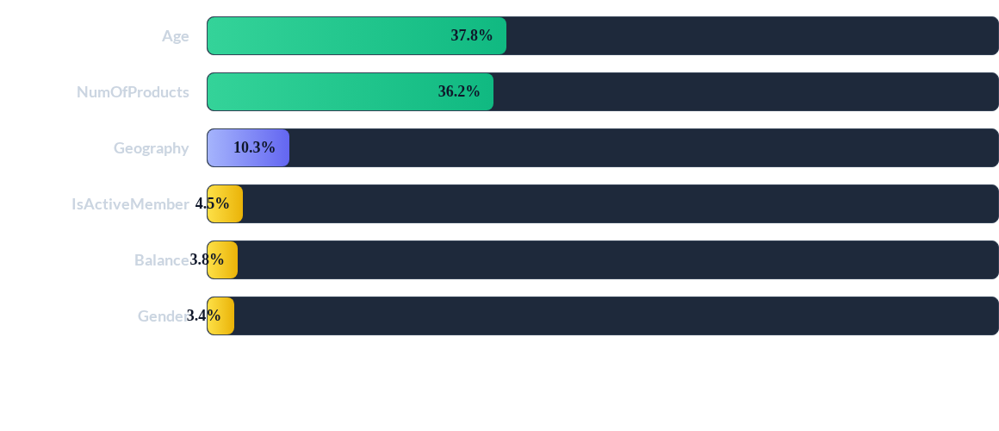 Age 37.8%
NumOfProducts 36.2%
Geography 10.3%
IsActiveMember 4.5%
Balance 3.8%
Gender 3.4%